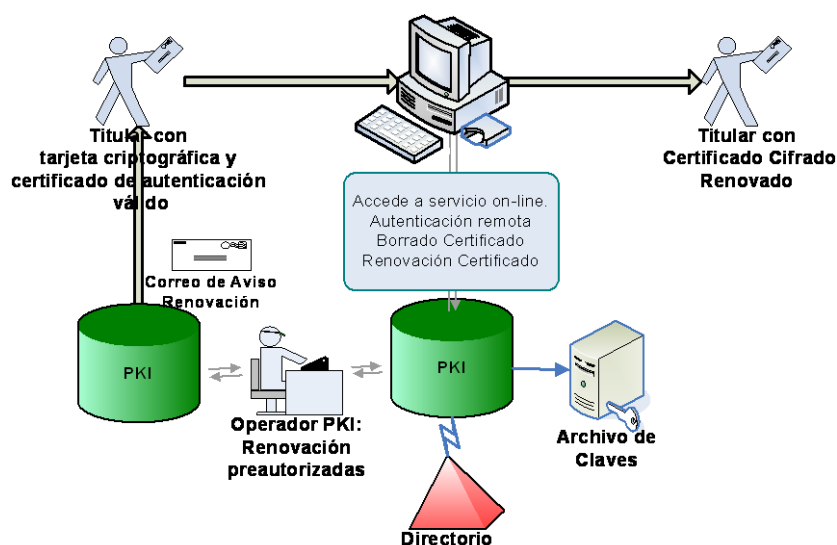 Titular con
tarjeta criptográfica y
certificado de autenticación
válido
Titular con
Certificado Cifrado
Renovado
Accede a servicio on-line.
Autenticación remota
Borrado Certificado
Renovación Certificado
Correo de Aviso
Renovación
PKI
Operador PKI:
Renovación
preautorizadas
PKI
Archivo de
Claves
Directorio